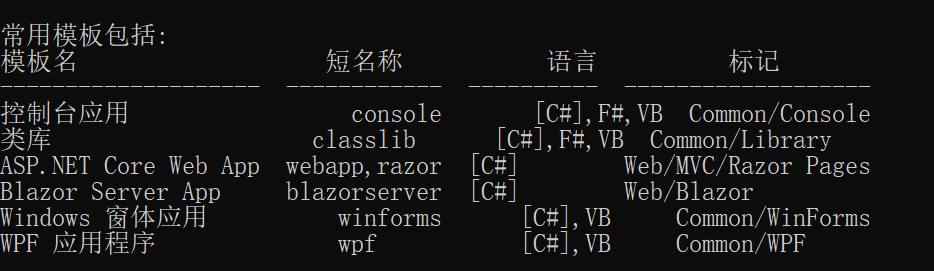 常用模板包括:
模板名 短名称 语言 标记
-------------------- ------------ ---------- -------------------
控制台应用 console [C#],F#,VB Common/Console
类库 classlib [C#],F#,VB Common/Library
ASP.NET Core Web App webapp,razor [C#] Web/MVC/Razor Pages
Blazor Server App blazorserver [C#] Web/Blazor
Windows 窗体应用 winforms [C#],VB Common/WinForms
WPF 应用程序 wpf [C#],VB Common/WPF